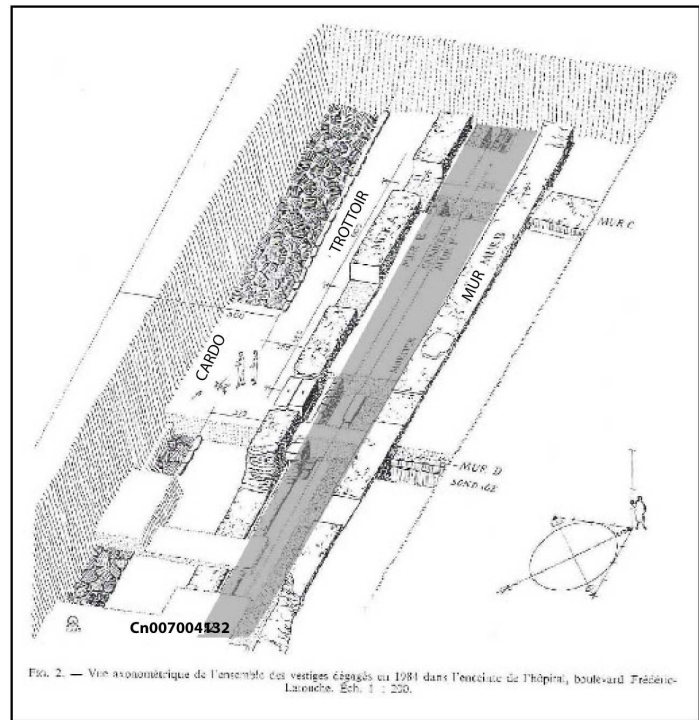 TROTTOIR
MUR C
MUR
MUR B
CARDO
MUR D
SONDAGE
FIG. 2. — Vue axonométrique de l'ensemble des vestiges dégagés en 1984 dans l'enceinte de l'hôpital, boulevard Frédéric-
Latouche. Éch. 1 : 200.